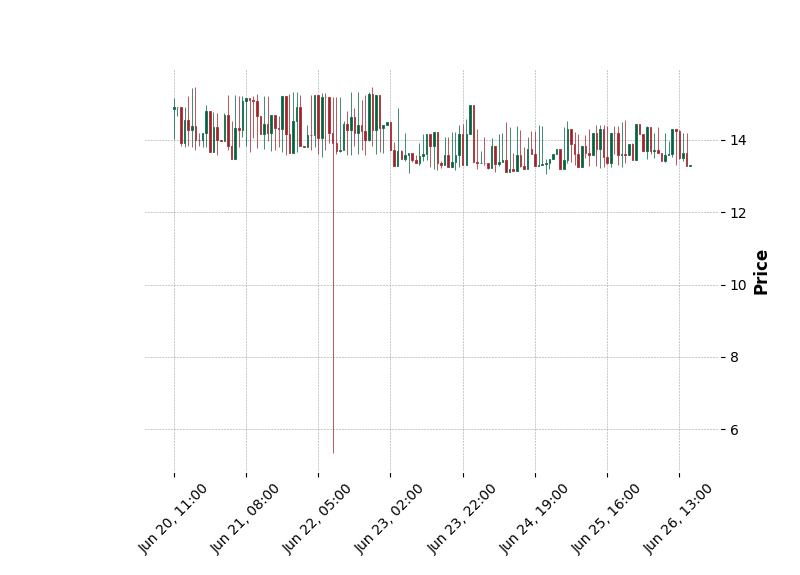 14
12
10
8
6
Price
Jun 20, 11:00
Jun 21, 08:00
Jun 22, 05:00
Jun 23, 02:00
Jun 23, 22:00
Jun 24, 19:00
Jun 25, 16:00
Jun 26, 13:00